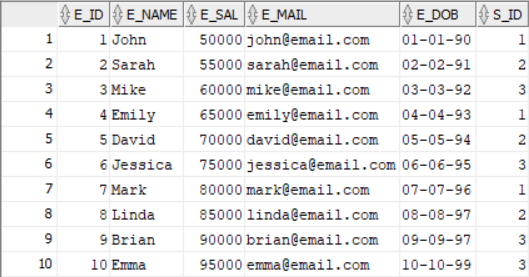 E_ID E_NAME E_SAL E_MAIL E_DOB S_ID
1 1 John 50000 john@email.com 01-01-90 1
2 2 Sarah 55000 sarah@email.com 02-02-91 2
3 3 Mike 60000 mike@email.com 03-03-92 3
4 4 Emily 65000 emily@email.com 04-04-93 1
5 5 David 70000 david@email.com 05-05-94 2
6 6 Jessica 75000 jessica@email.com 06-06-95 3
7 7 Mark 80000 mark@email.com 07-07-96 1
8 8 Linda 85000 linda@email.com 08-08-97 2
9 9 Brian 90000 brian@email.com 09-09-97 3
10 10 Emma 95000 emma@email.com 10-10-99 3